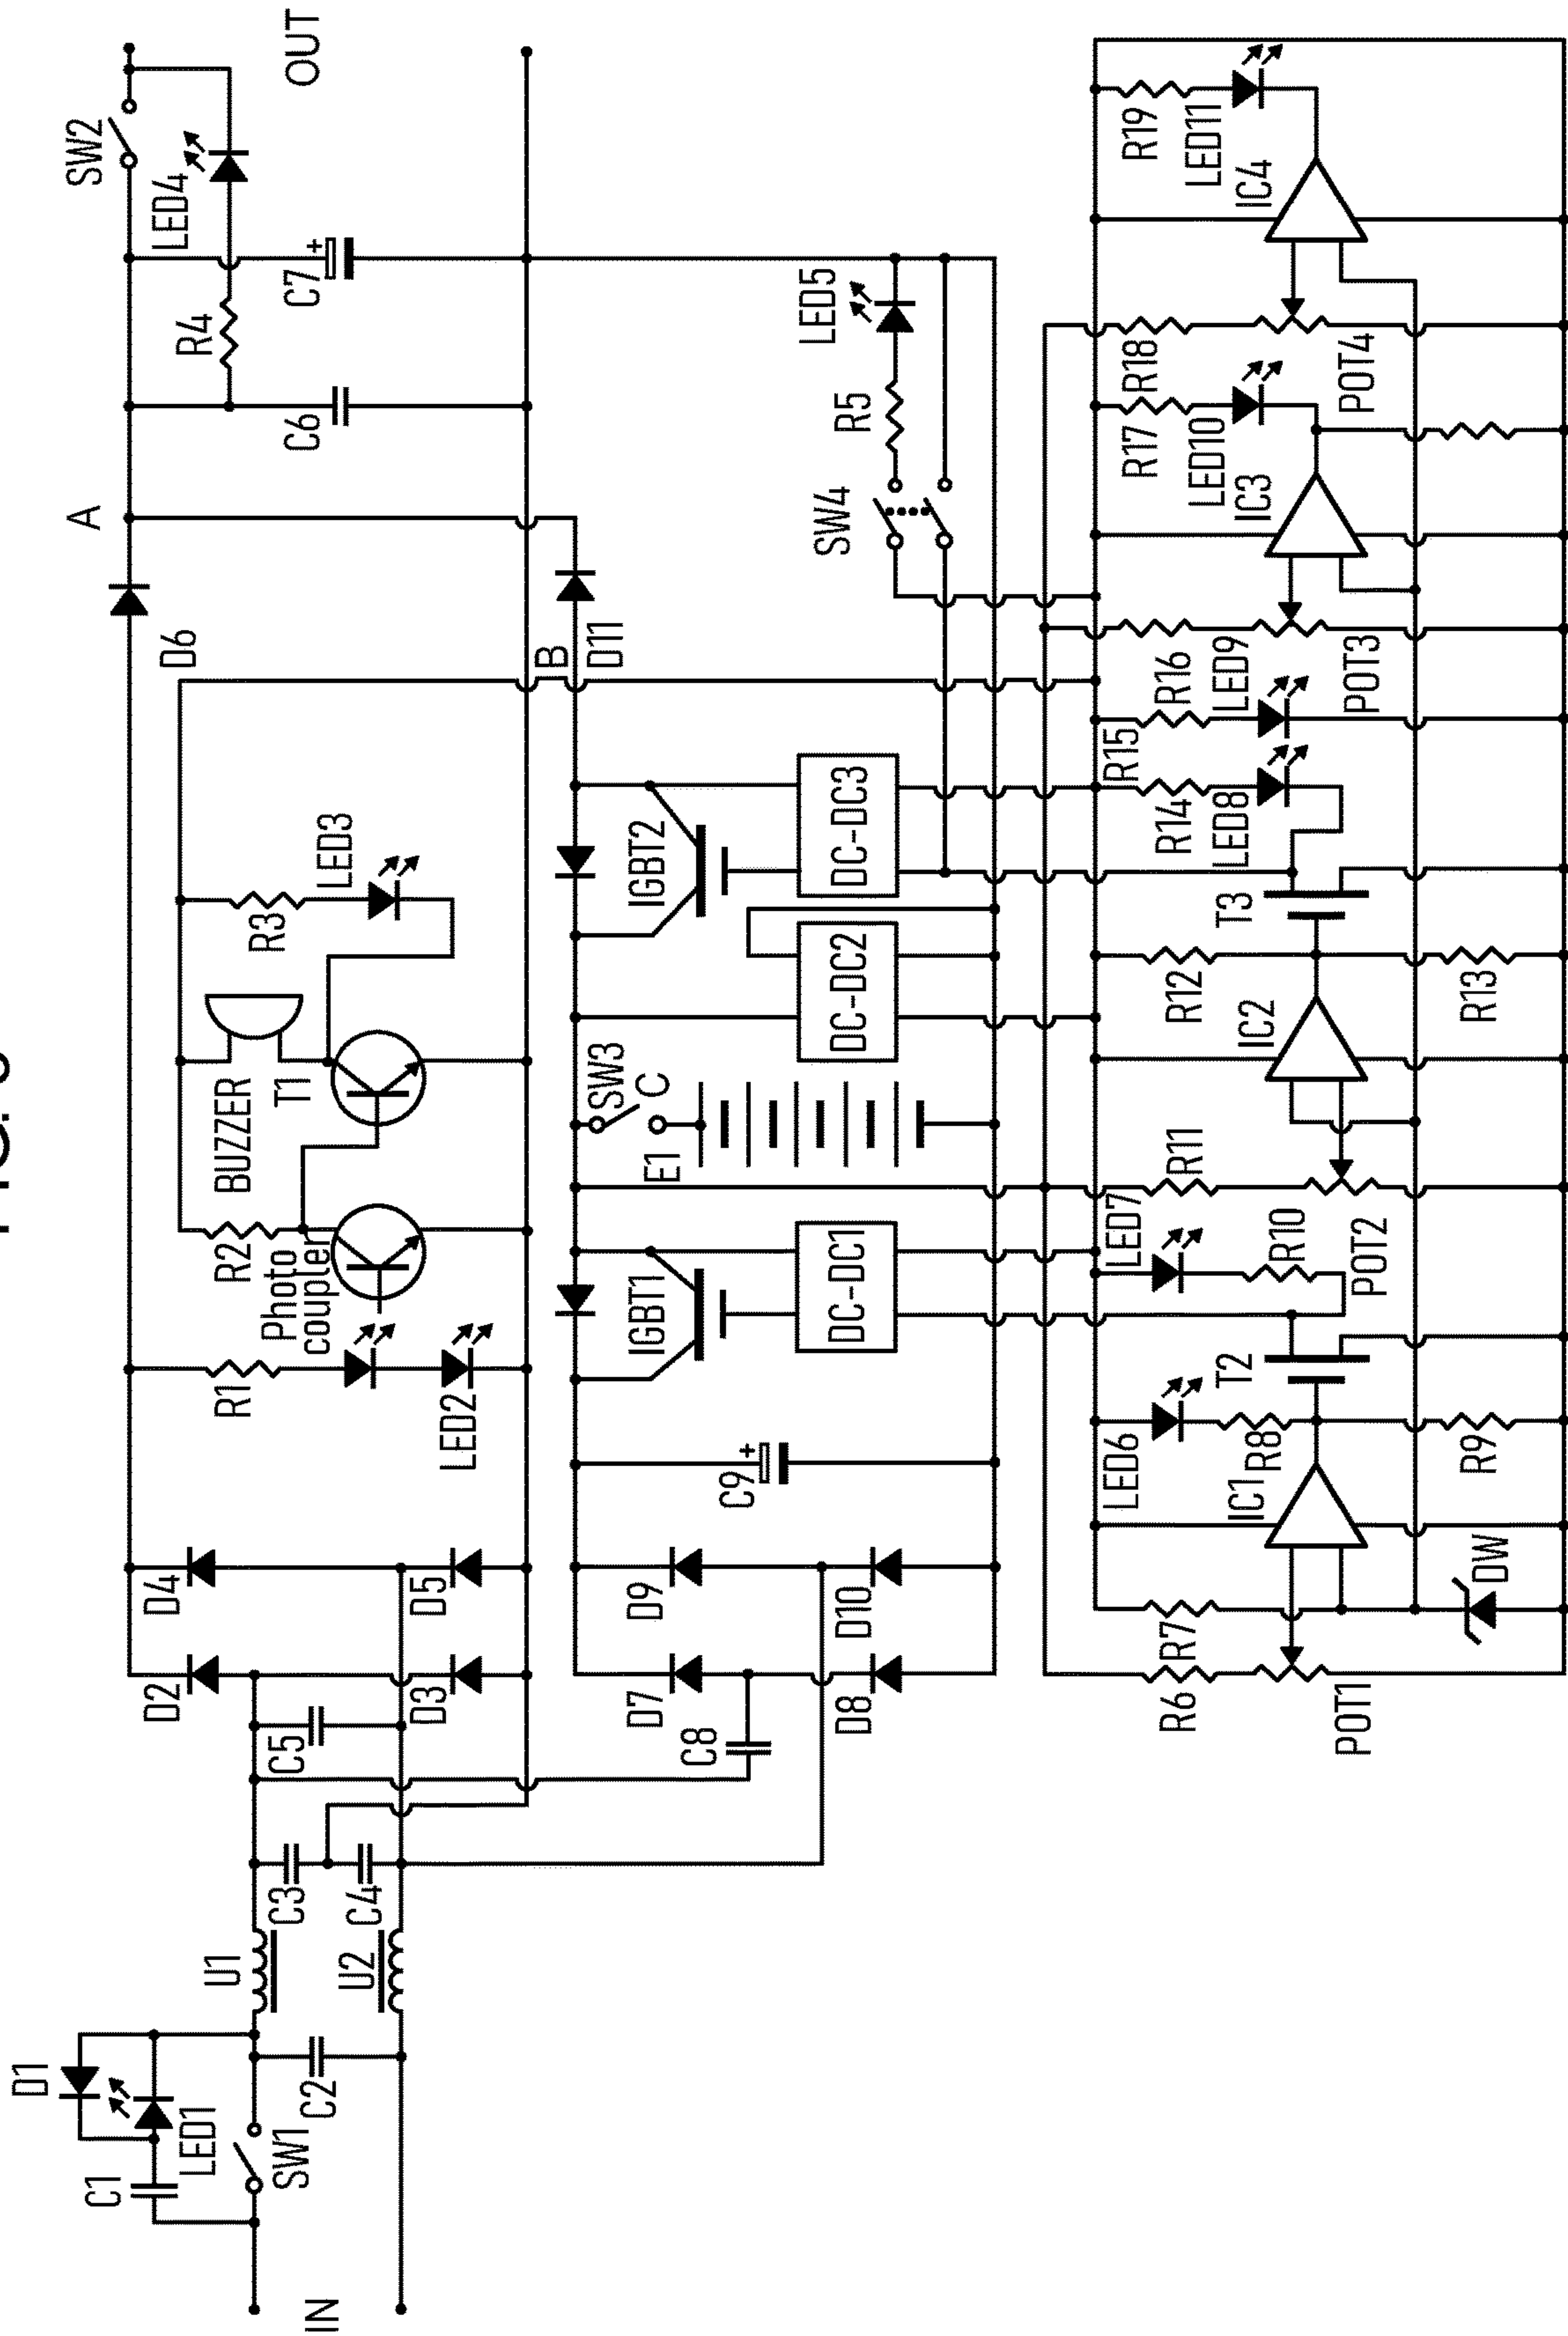 IN
C1
D1
LED1
SW1
C2
U1
U2
C3
C4
C5
D2
D3
D4
D5
R1
LED2
Photo
coupler
R2
BUZZER
T1
R3
LED3
D6
A
C6
R4
C7
LED4
SW2
OUT
C8
D7
D8
D9
D10
C9
IGBT1
DC-DC1
E1
SW3
C
DC-DC2
IGBT2
DC-DC3
B
D11
SW4
R5
LED5
R6
POT1
R7
DW
IC1
LED6
R8
R9
T2
LED7
R10
POT2
R11
IC2
R12
R13
T3
R14
LED8
R15
R16
LED9
POT3
IC3
R17
LED10
R18
POT4
IC4
R19
LED11